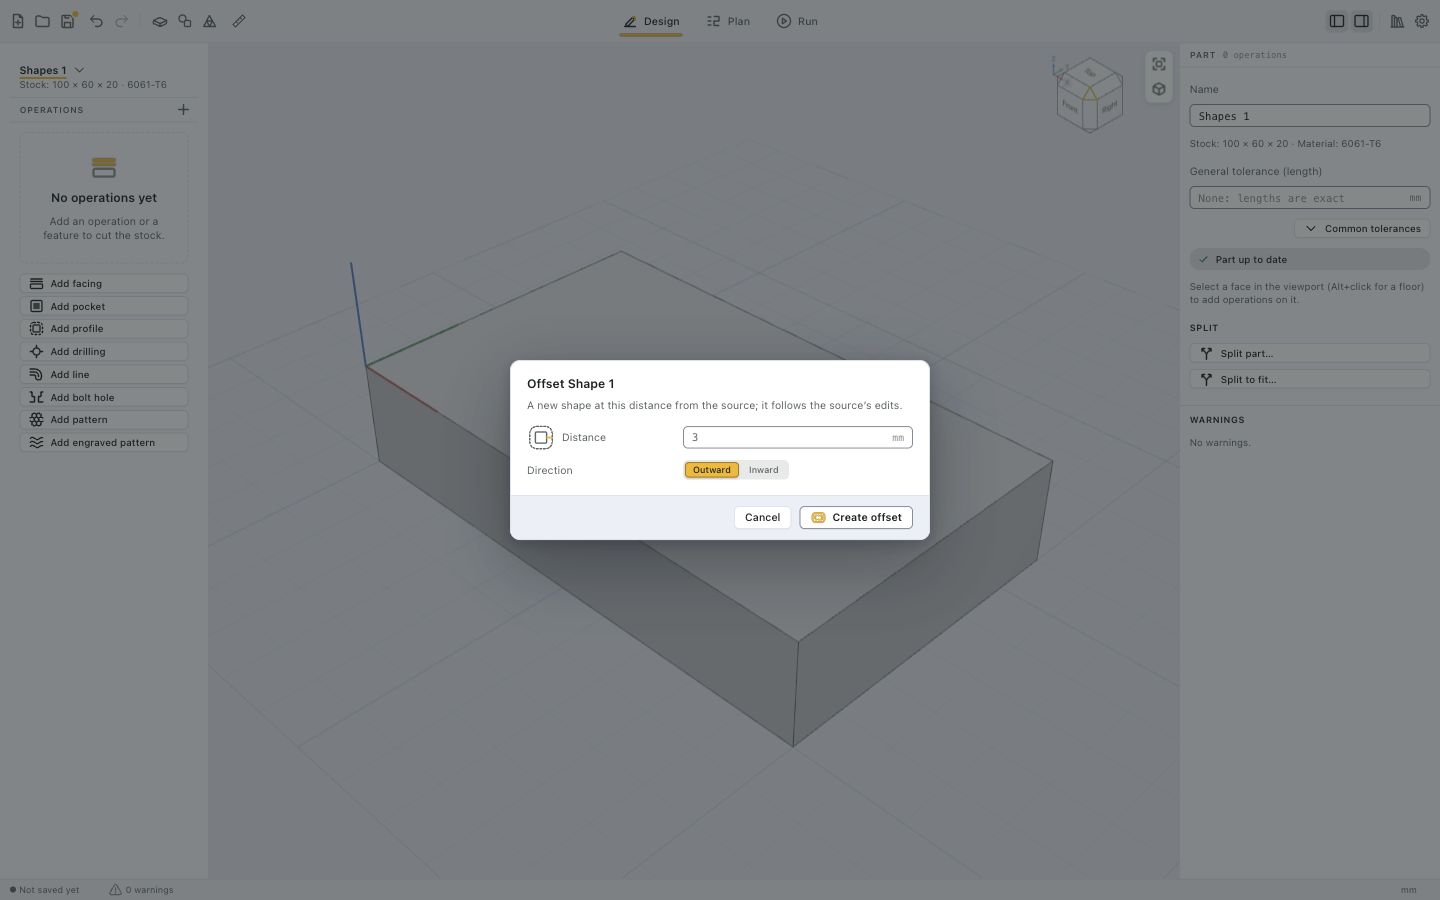 Design
Plan
Run
Shapes 1
Stock: 100 × 60 × 20 · 6061-T6
OPERATIONS
No operations yet
Add an operation or a
feature to cut the stock.
Add facing
Add pocket
Add profile
Add drilling
Add line
Add bolt hole
Add pattern
Add engraved pattern
Front
Right
Offset Shape 1
A new shape at this distance from the source; it follows the source's edits.
Distance
3
mm
Direction
Outward
Inward
Cancel
Create offset
PART
0 operations
Name
Shapes 1
Stock: 100 × 60 × 20 · Material: 6061-T6
General tolerance (length)
None: lengths are exact
mm
Common tolerances
Part up to date
Select a face in the viewport (Alt+click for a floor)
to add operations on it.
SPLIT
Split part...
Split to fit...
WARNINGS
No warnings.
Not saved yet
0 warnings
mm